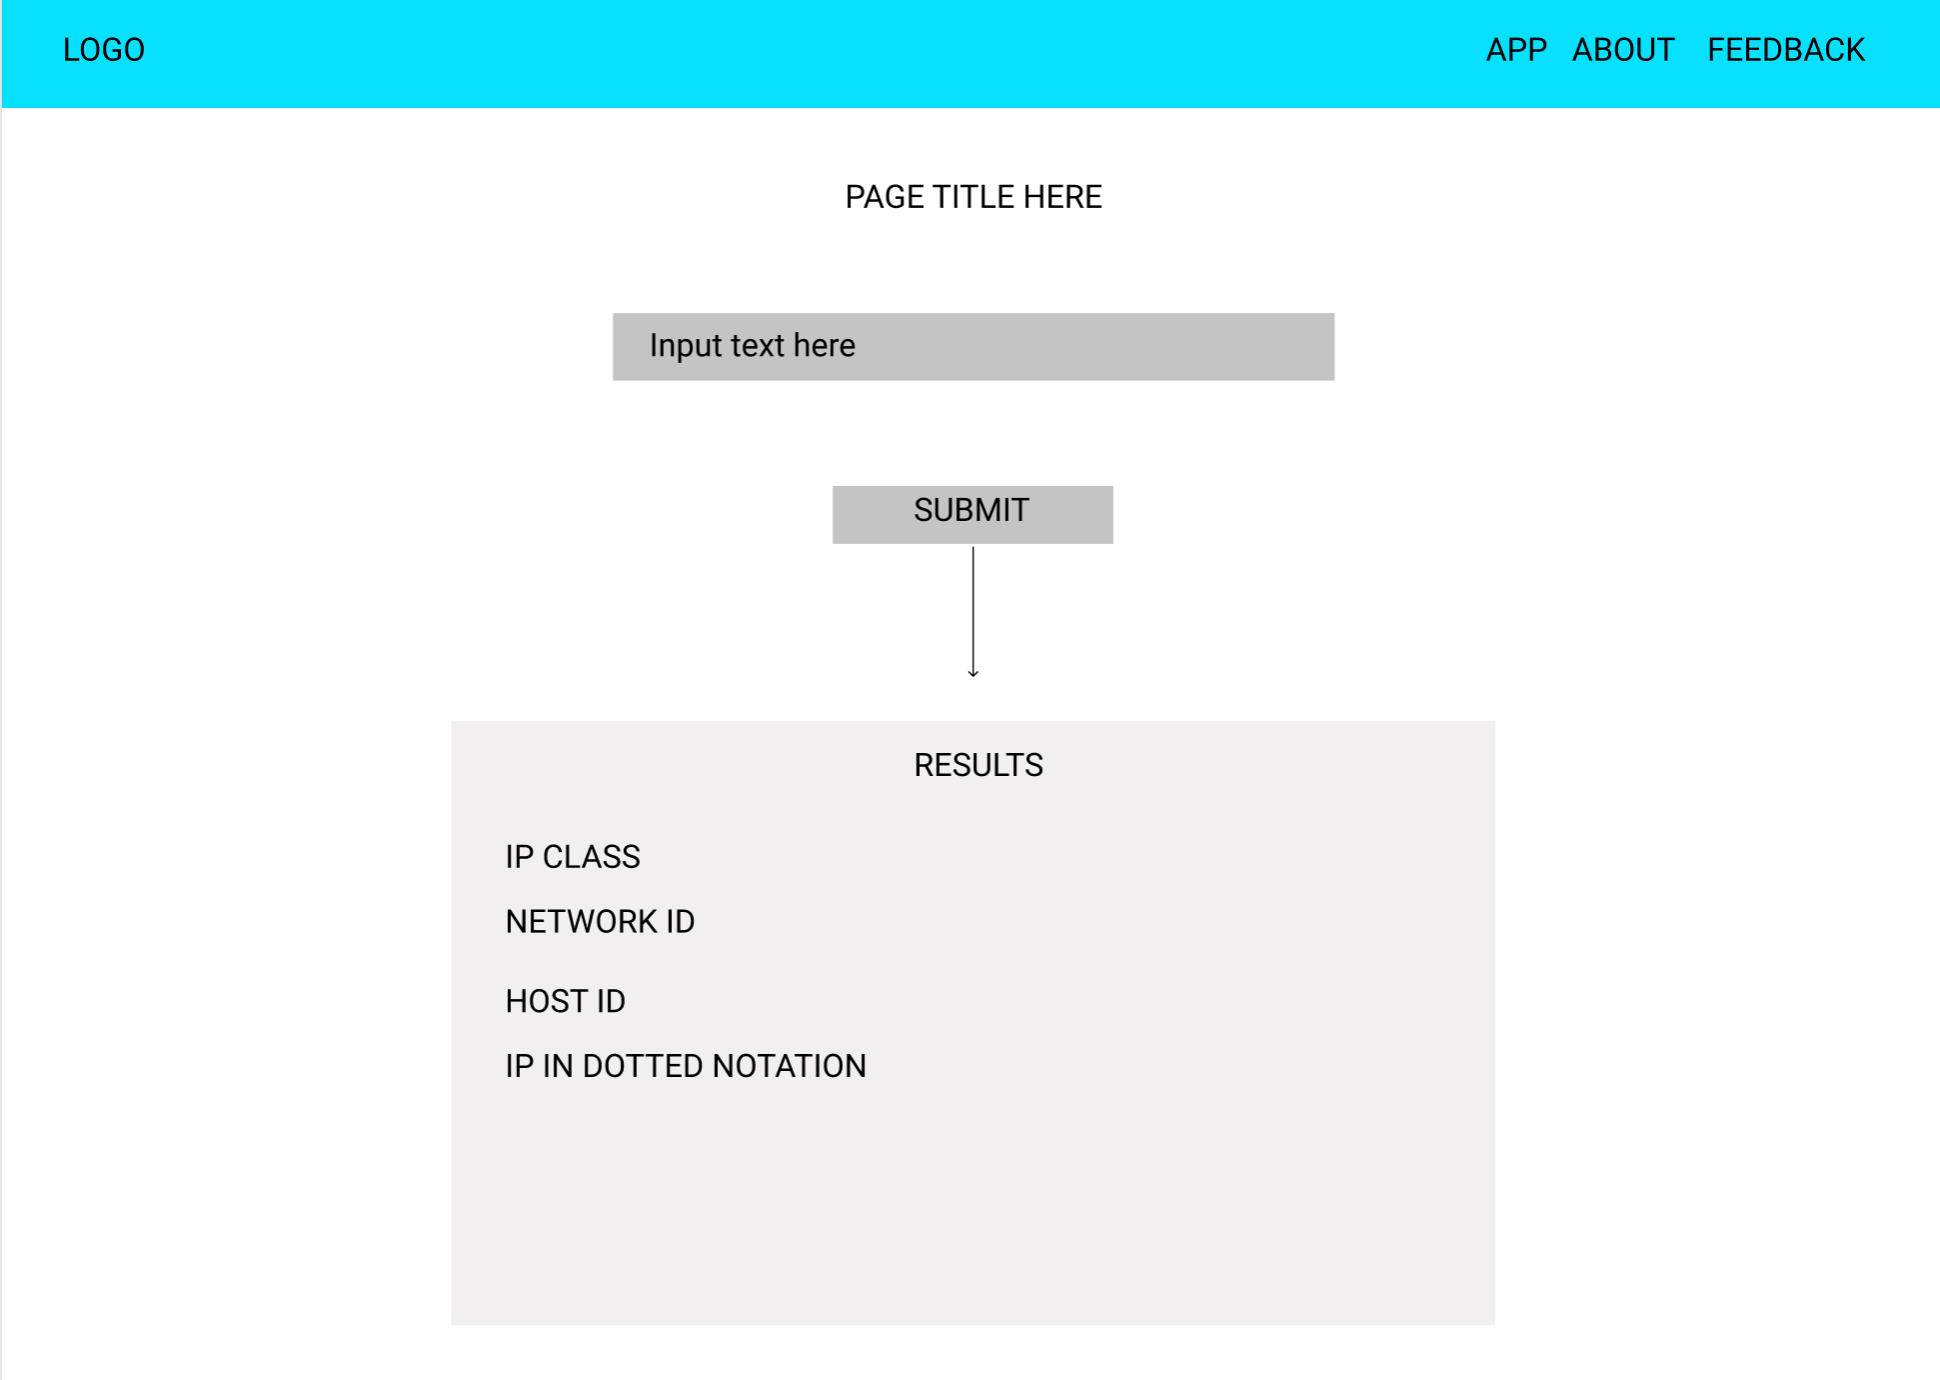 LOGO APP ABOUT FEEDBACK
PAGE TITLE HERE
Input text here
SUBMIT
RESULTS
IP CLASS
NETWORK ID
HOST ID
IP IN DOTTED NOTATION